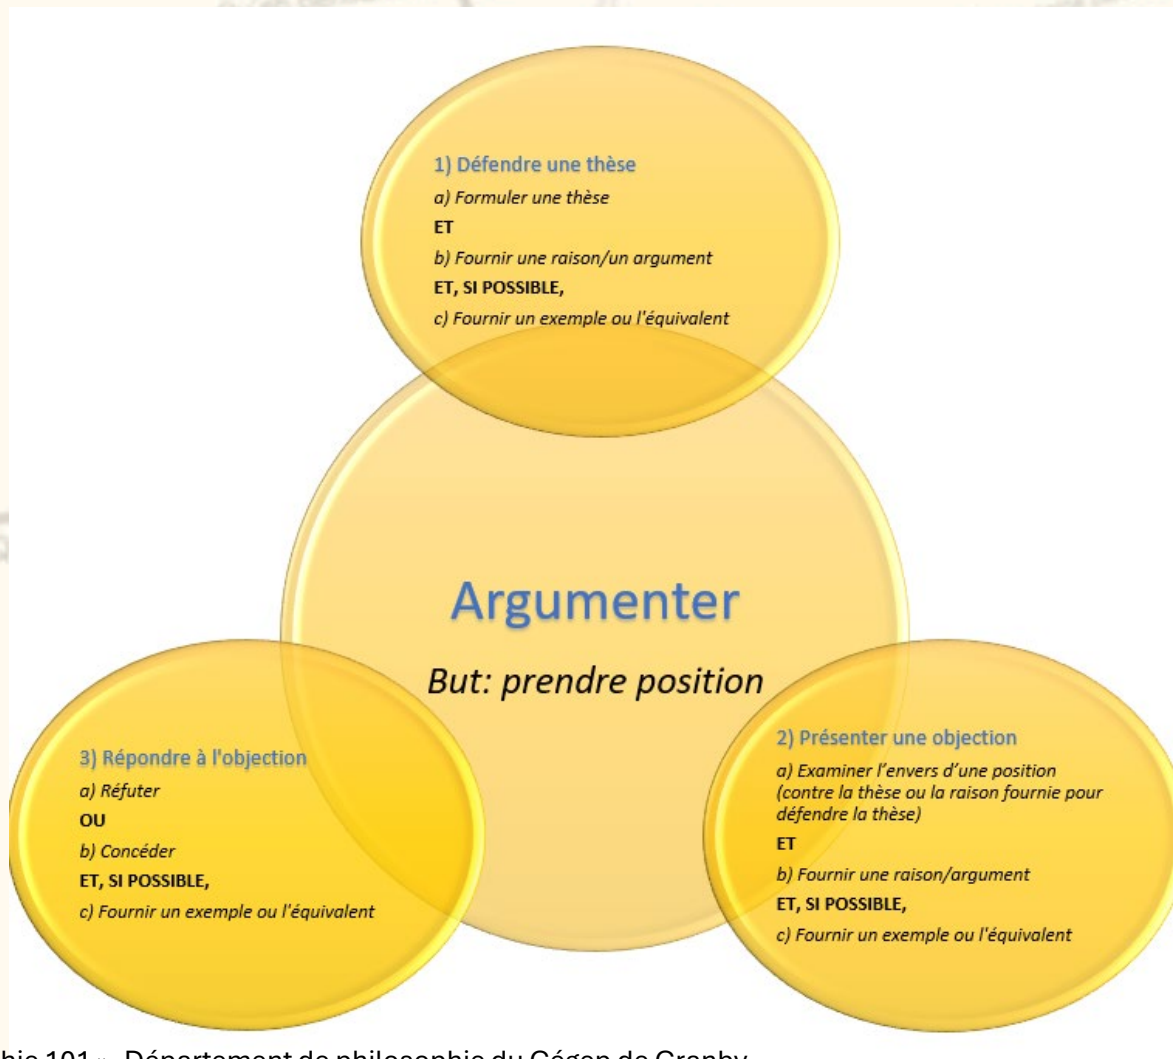 1) Défendre une thèse
a) Formuler une thèse
ET
b) Fournir une raison/un argument
ET, SI POSSIBLE,
c) Fournir un exemple ou l'équivalent
Argumenter
But: prendre position
2) Présenter une objection
a) Examiner l’envers d’une position
(contre la thèse ou la raison fournie pour
défendre la thèse)
ET
b) Fournir une raison/argument
ET, SI POSSIBLE,
c) Fournir un exemple ou l'équivalent
3) Répondre à l'objection
a) Réfuter
OU
b) Concéder
ET, SI POSSIBLE,
c) Fournir un exemple ou l'équivalent
101 Département de philosophie du Cégep de Granby